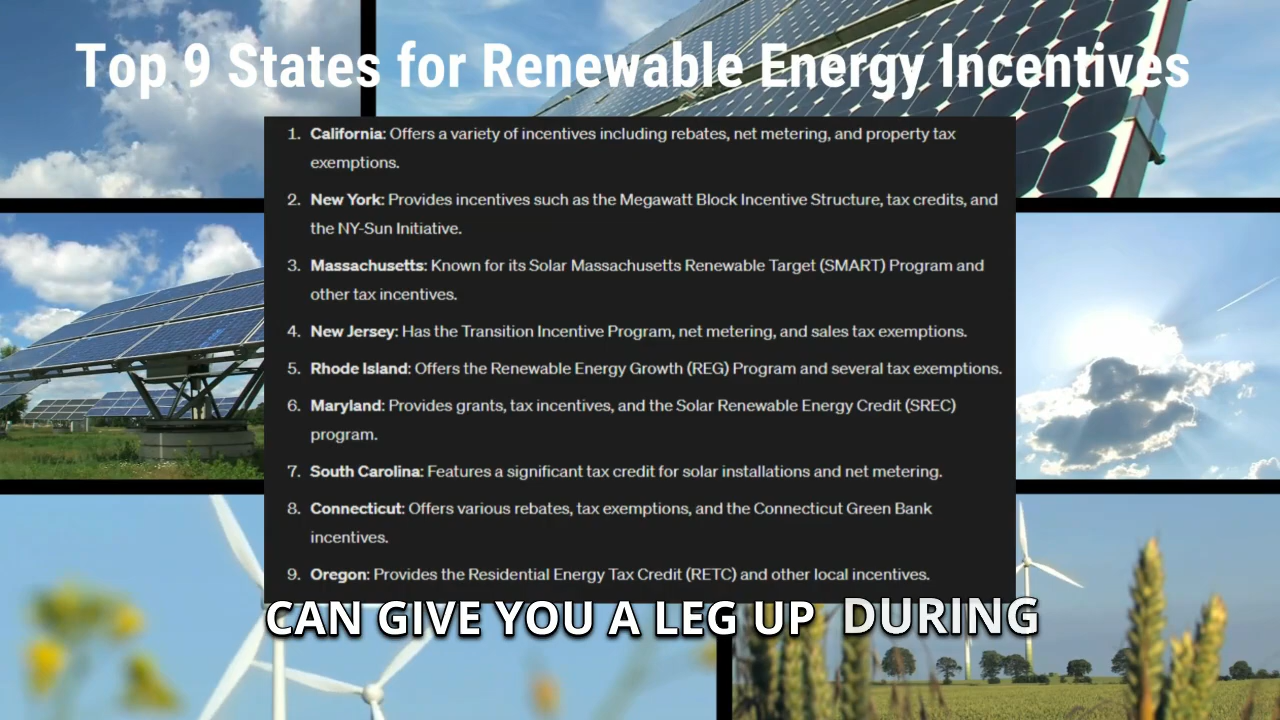 Top 9 States for Renewable Energy Incentives
1. California: Offers a variety of incentives including rebates, net metering, and property tax
exemptions.
2. New York: Provides incentives such as the Megawatt Block Incentive Structure, tax credits, and
the NY-Sun Initiative.
3. Massachusetts: Known for its Solar Massachusetts Renewable Target (SMART) Program and
other tax incentives.
4. New Jersey: Has the Transition Incentive Program, net metering, and sales tax exemptions.
5. Rhode Island: Offers the Renewable Energy Growth (REG) Program and several tax exemptions.
6. Maryland: Provides grants, tax incentives, and the Solar Renewable Energy Credit (SREC)
program.
7. South Carolina: Features a significant tax credit for solar installations and net metering.
8. Connecticut: Offers various rebates, tax exemptions, and the Connecticut Green Bank
incentives.
9. Oregon: Provides the Residential Energy Tax Credit (RETC) and other local incentives.
CAN GIVE YOU A LEG UP DURING